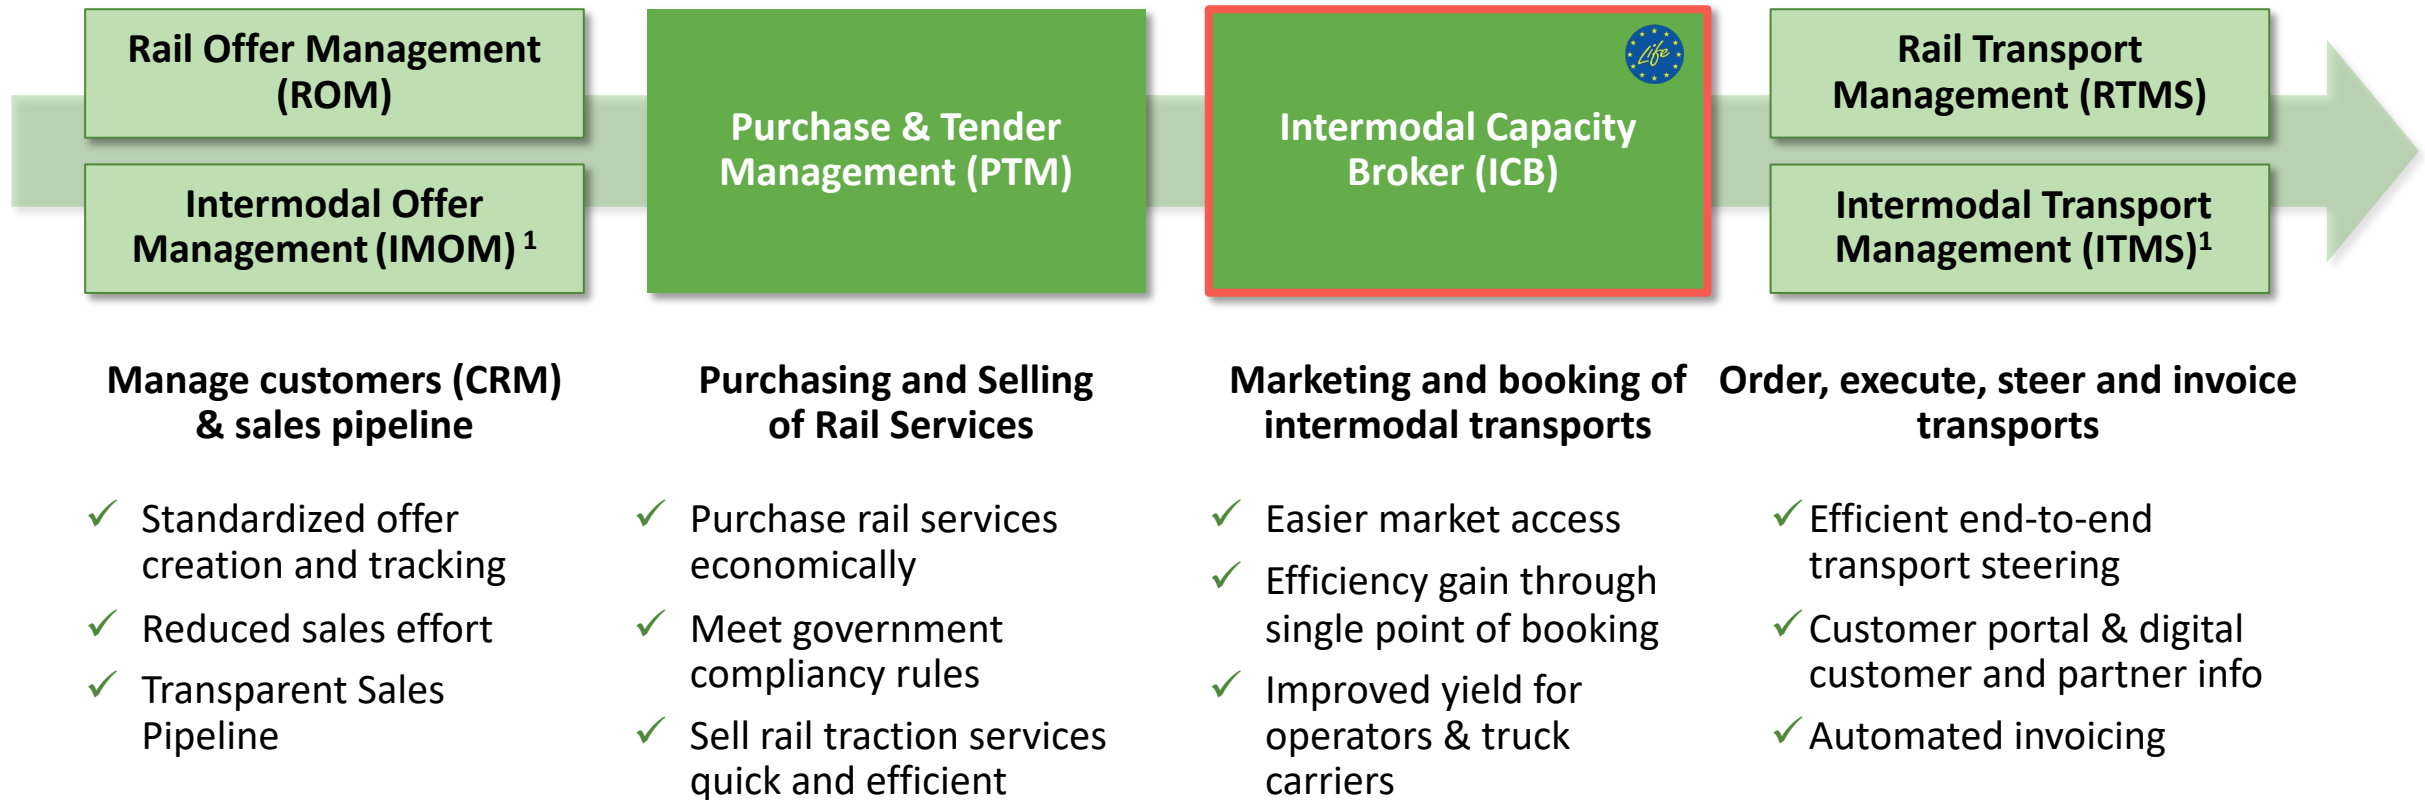 Rail Offer Management
(ROM)
Intermodal Offer
Management (IMOM) 1
Purchase & Tender
Management (PTM)
Life
Intermodal Capacity
Broker (ICB)
Rail Transport
Management (RTMS)
Intermodal Transport
Management (ITMS)1
Manage customers (CRM)
& sales pipeline
✓ Standardized offer
creation and tracking
✓ Reduced sales effort
✓ Transparent Sales
Pipeline
Purchasing and Selling
of Rail Services
✓ Purchase rail services
economically
✓ Meet government
compliancy rules
✓ Sell rail traction services
quick and efficient
Marketing and booking of
intermodal transports
✓ Easier market access
✓ Efficiency gain through
single point of booking
✓ Improved yield for
operators & truck
carriers
Order, execute, steer and invoice
transports
✓ Efficient end-to-end
transport steering
✓ Customer portal & digital
customer and partner info
✓ Automated invoicing